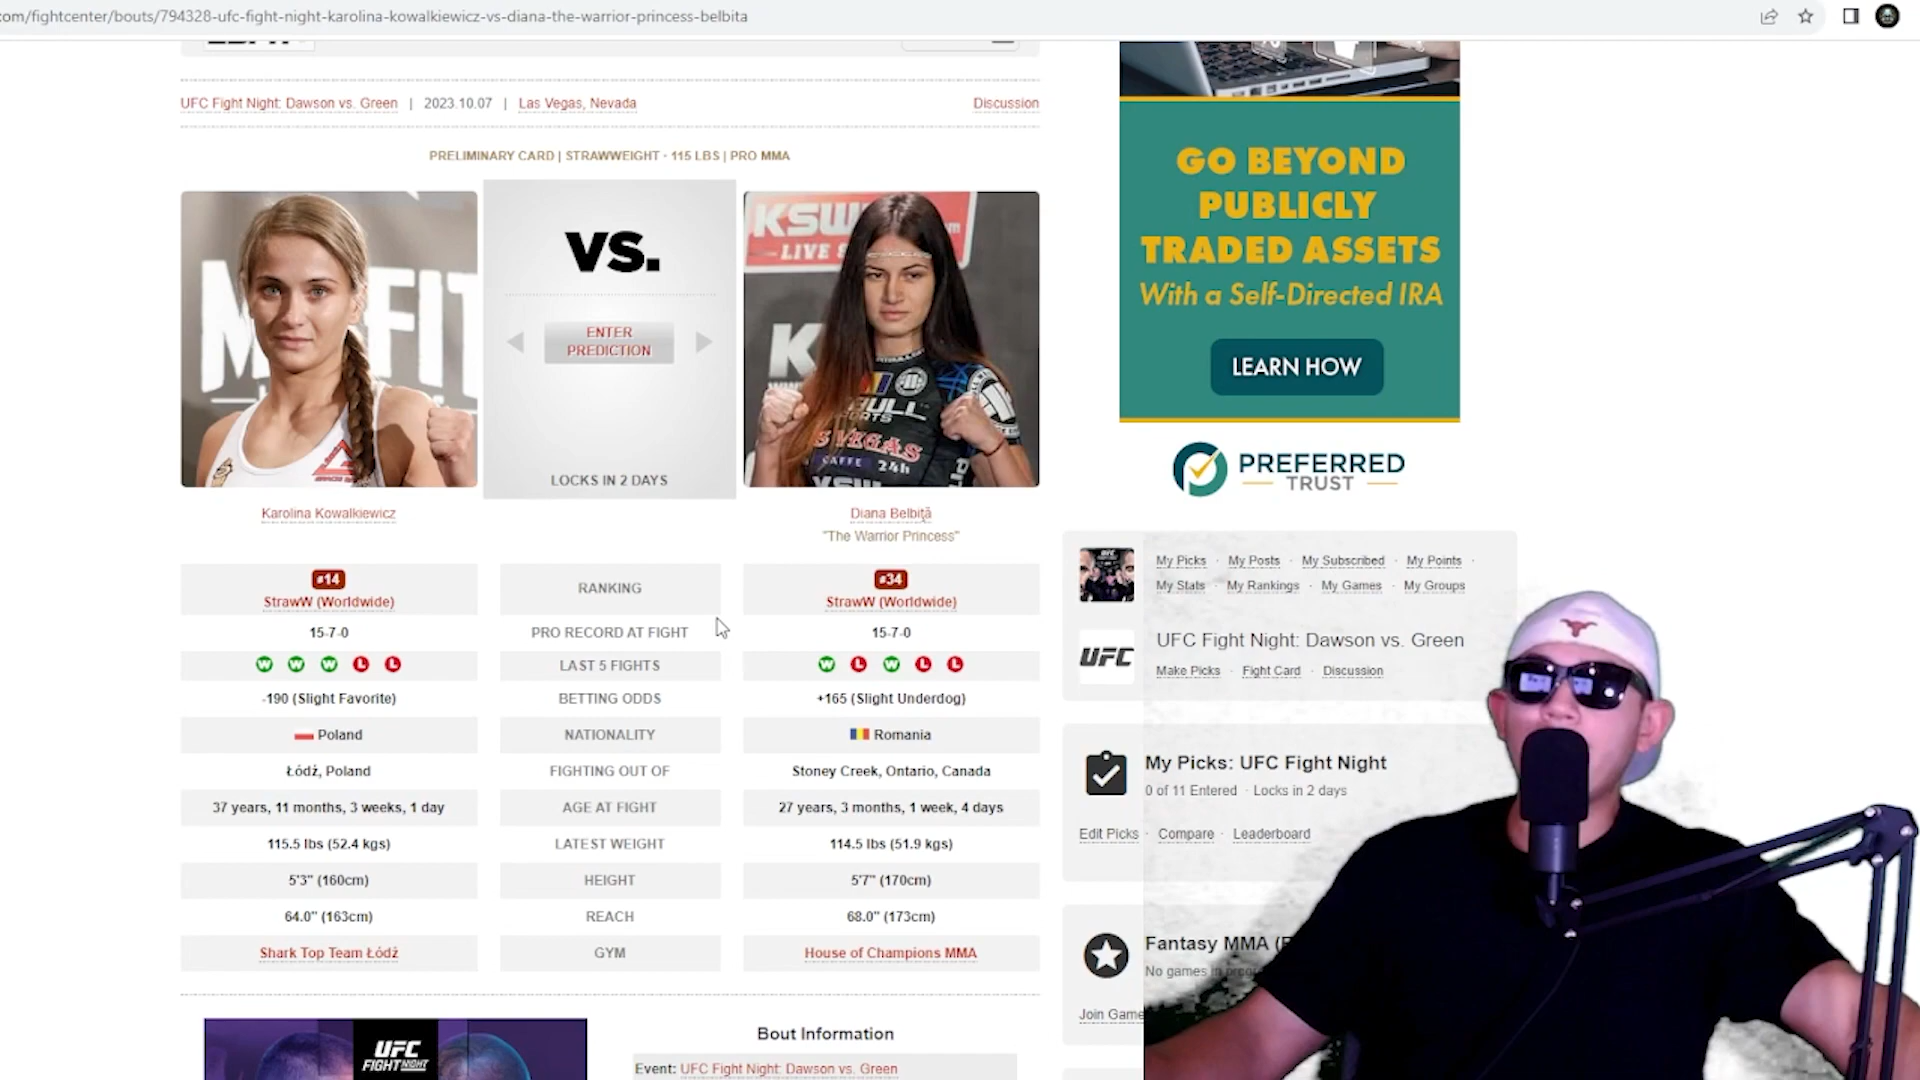 com/fightcenter/bouts/794328-ufc-fight-night-karolina-kowalkiewicz-vs-diana-the-warrior-princess-belbita
UFC Fight Night: Dawson vs. Green | 2023.10.07 | Las Vegas, Nevada
Discussion
PRELIMINARY CARD | STRAWWEIGHT · 115 LBS | PRO MMA
VS.
ENTER
PREDICTION
LOCKS IN 2 DAYS
KSW
LIVE
VEGAS
CAFFE 24h
Karolina Kowalkiewicz
Diana Belbiţă
"The Warrior Princess"
#14 RANKING #34
StrawW (Worldwide) StrawW (Worldwide)
15-7-0 PRO RECORD AT FIGHT 15-7-0
W W W L L LAST 5 FIGHTS W L W L L
-190 (Slight Favorite) BETTING ODDS +165 (Slight Underdog)
Poland NATIONALITY Romania
Łódź, Poland FIGHTING OUT OF Stoney Creek, Ontario, Canada
37 years, 11 months, 3 weeks, 1 day AGE AT FIGHT 27 years, 3 months, 1 week, 4 days
115.5 lbs (52.4 kgs) LATEST WEIGHT 114.5 lbs (51.9 kgs)
5'3" (160cm) HEIGHT 5'7" (170cm)
64.0" (163cm) REACH 68.0" (173cm)
Shark Top Team Łódź GYM House of Champions MMA
UFC
FIGHT NIGHT
Bout Information
Event: UFC Fight Night: Dawson vs. Green
GO BEYOND
PUBLICLY
TRADED ASSETS
With a Self-Directed IRA
LEARN HOW
PREFERRED
TRUST
My Picks · My Posts · My Subscribed · My Points ·
My Stats · My Rankings · My Games · My Groups
UFC
UFC Fight Night: Dawson vs. Green
Make Picks · Fight Card · Discussion
My Picks: UFC Fight Night
0 of 11 Entered · Locks in 2 days
Edit Picks · Compare · Leaderboard
Fantasy MMA
No games in
Join Game